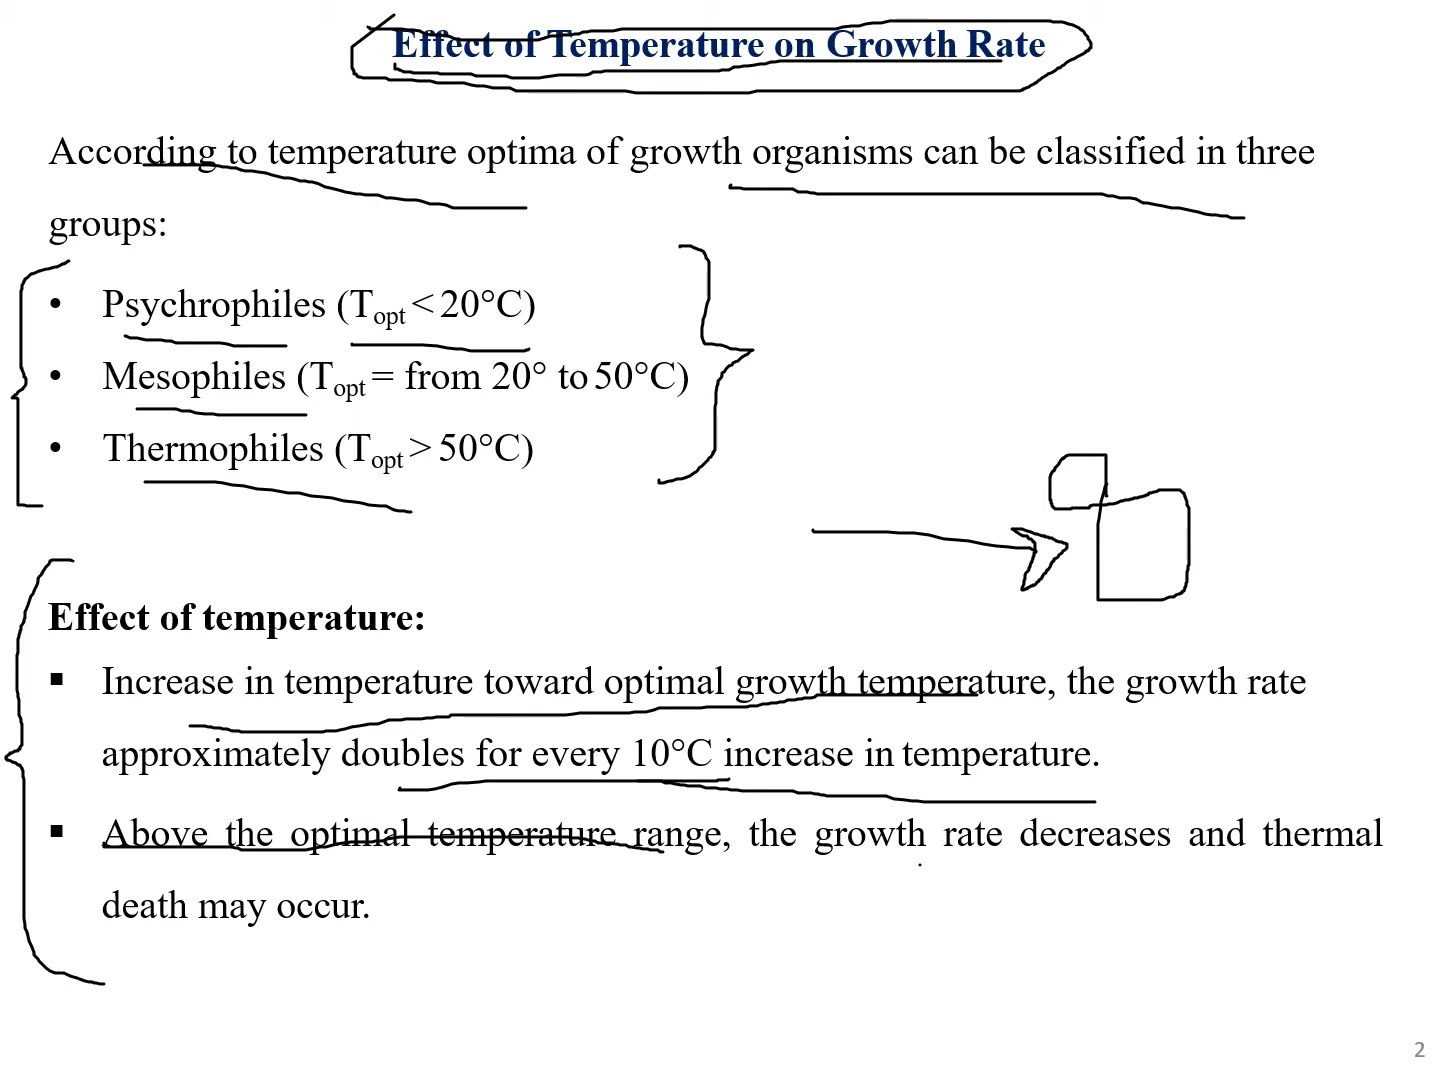 Effect of Temperature on Growth Rate
According to temperature optima of growth organisms can be classified in three
groups:
• Psychrophiles (Topt < 20°C)
• Mesophiles (Topt = from 20° to 50°C)
• Thermophiles (Topt > 50°C)
Effect of temperature:
▪ Increase in temperature toward optimal growth temperature, the growth rate
approximately doubles for every 10°C increase in temperature.
▪ Above the optimal temperature range, the growth rate decreases and thermal
death may occur.
2